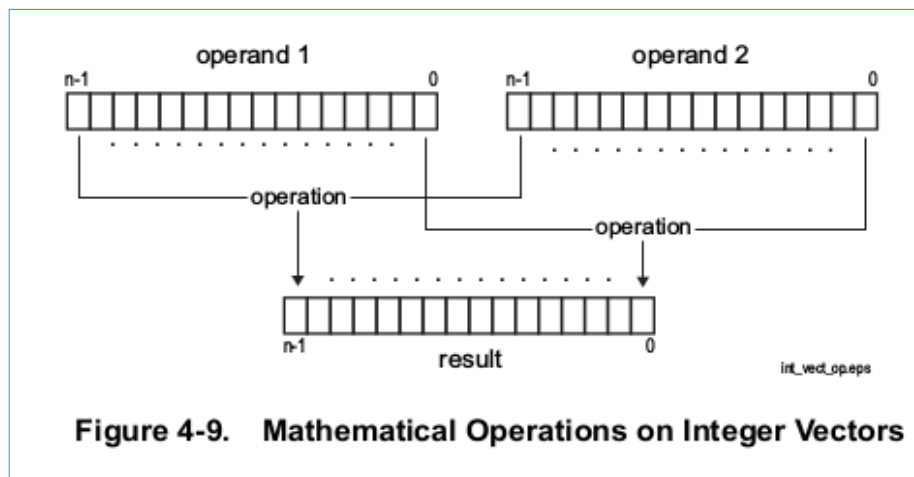 operand 1 operand 2
n-1 0 n-1 0
operation
operation
n-1 0
result
int_vect_op.eps
Figure 4-9. Mathematical Operations on Integer Vectors